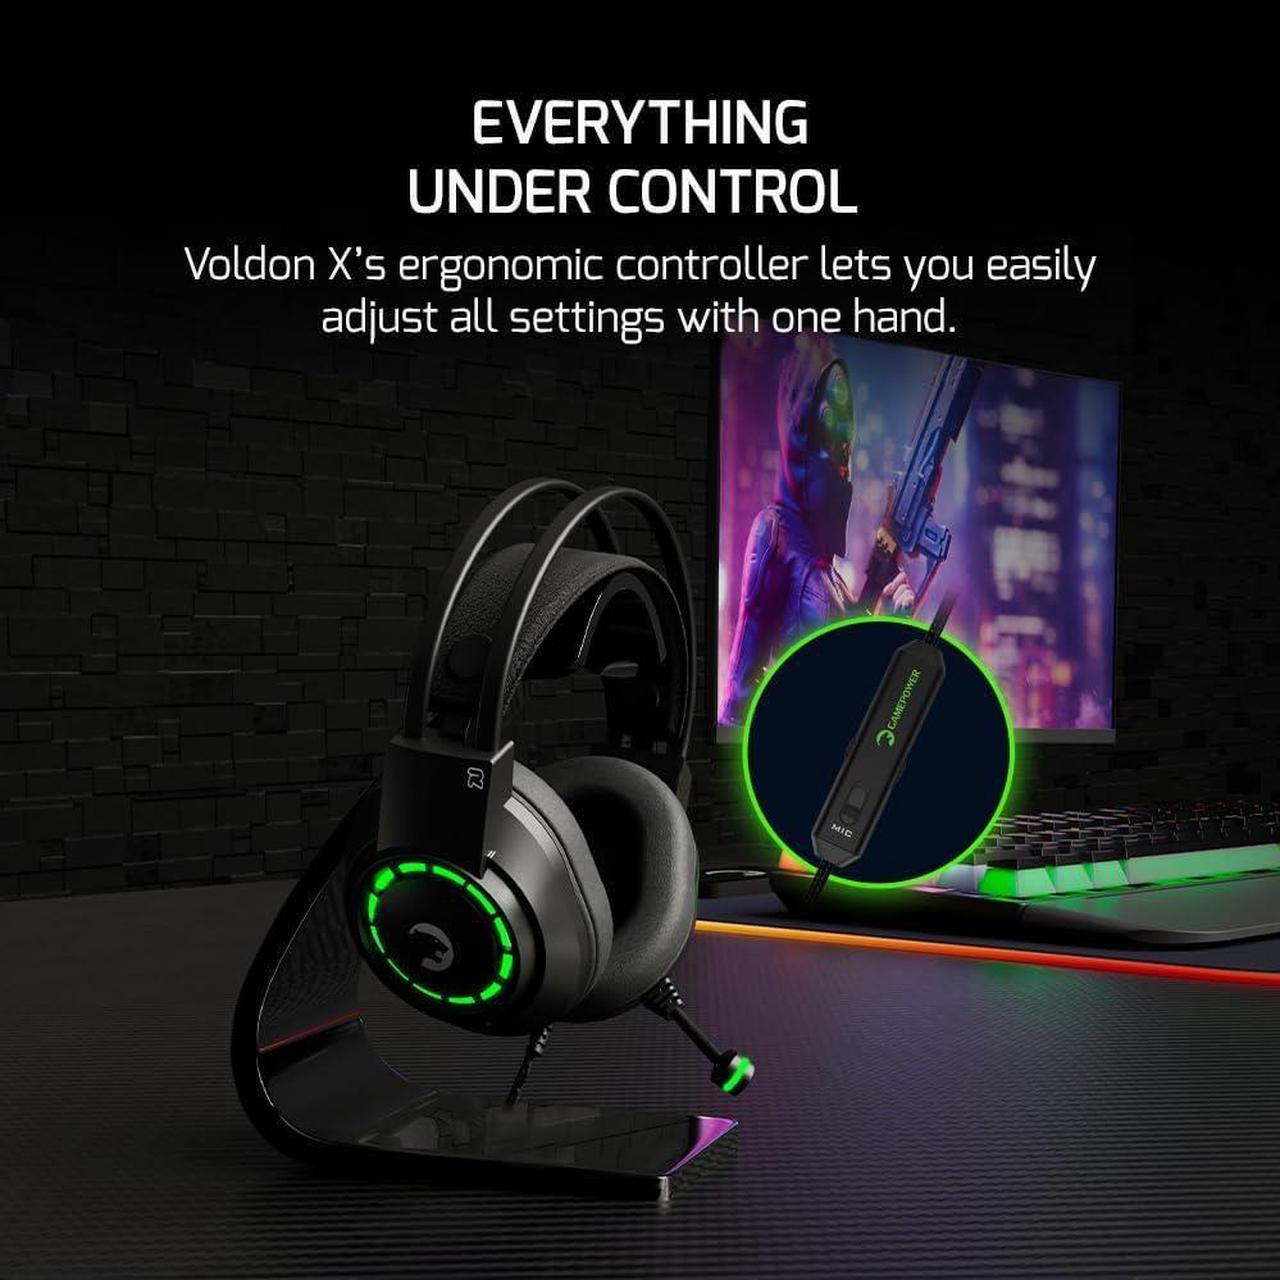 EVERYTHING
UNDER CONTROL
Voldon X's ergonomic controller lets you easily
adjust all settings with one hand.
GAMEPOWER
MIC